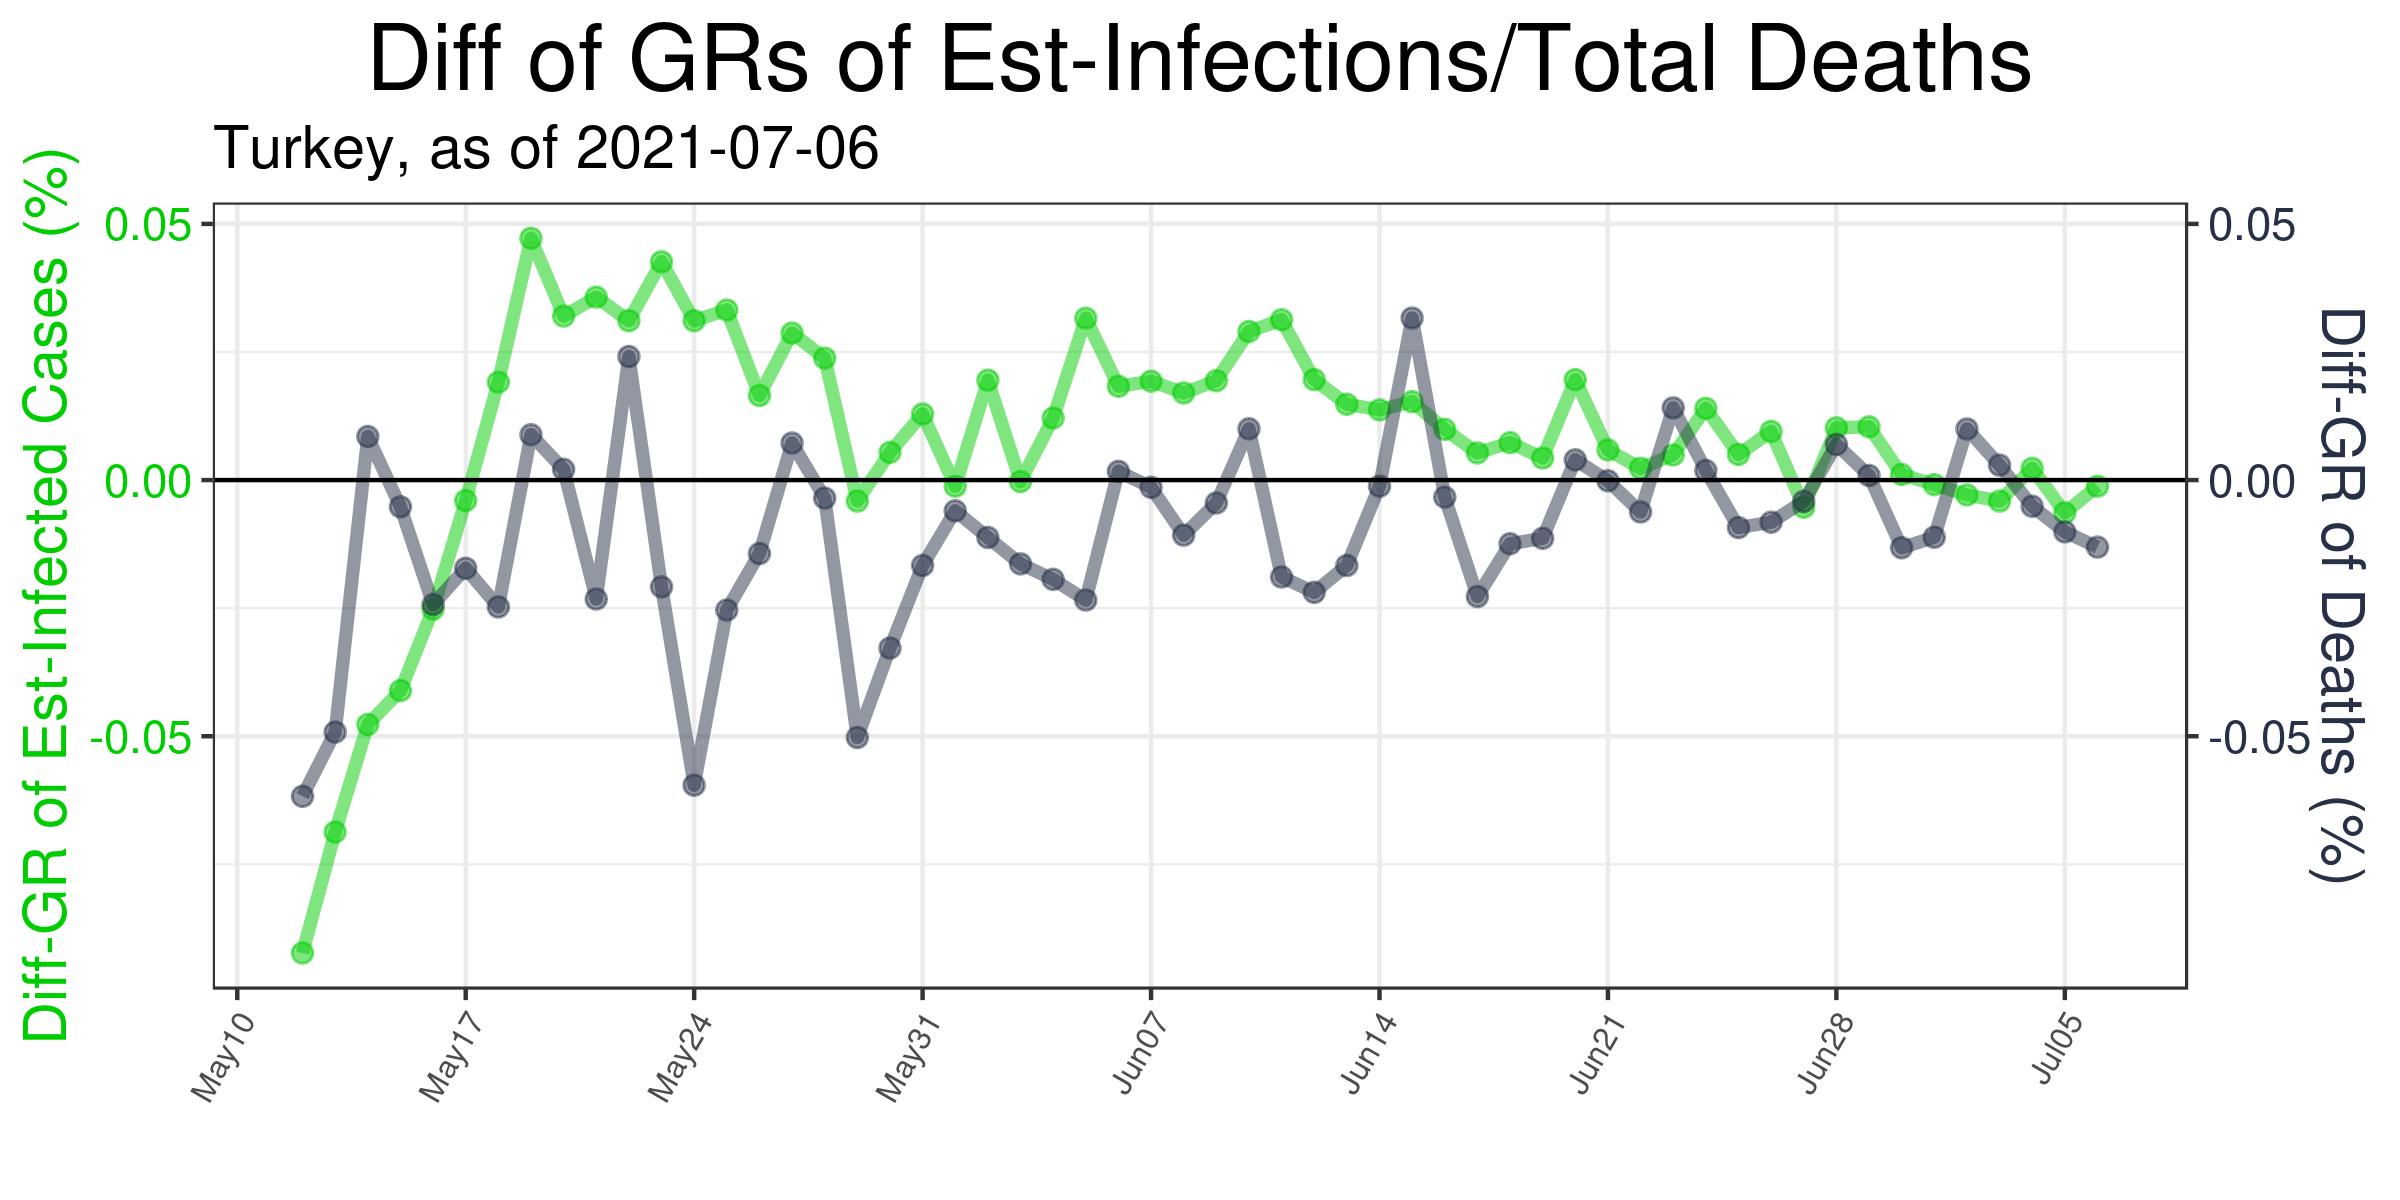 Diff of GRs of Est-Infections/Total Deaths
Turkey, as of 2021-07-06
Diff-GR of Est-Infected Cases (%)
0.05
0.00
-0.05
0.05
0.00
-0.05
Diff-GR of Deaths (%)
May10
May17
May24
May31
Jun07
Jun14
Jun21
Jun28
Jul05